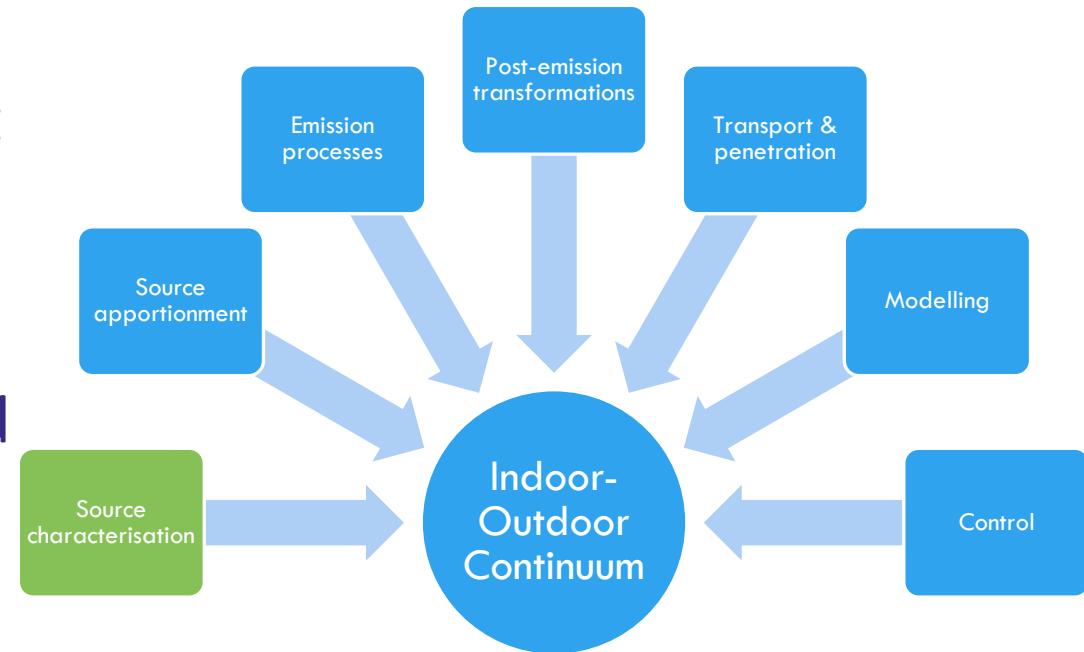 Post-emission
transformations
Emission
processes
Transport &
penetration
Source
apportionment
Modelling
Source
characterisation
Indoor-
Outdoor
Continuum
Control